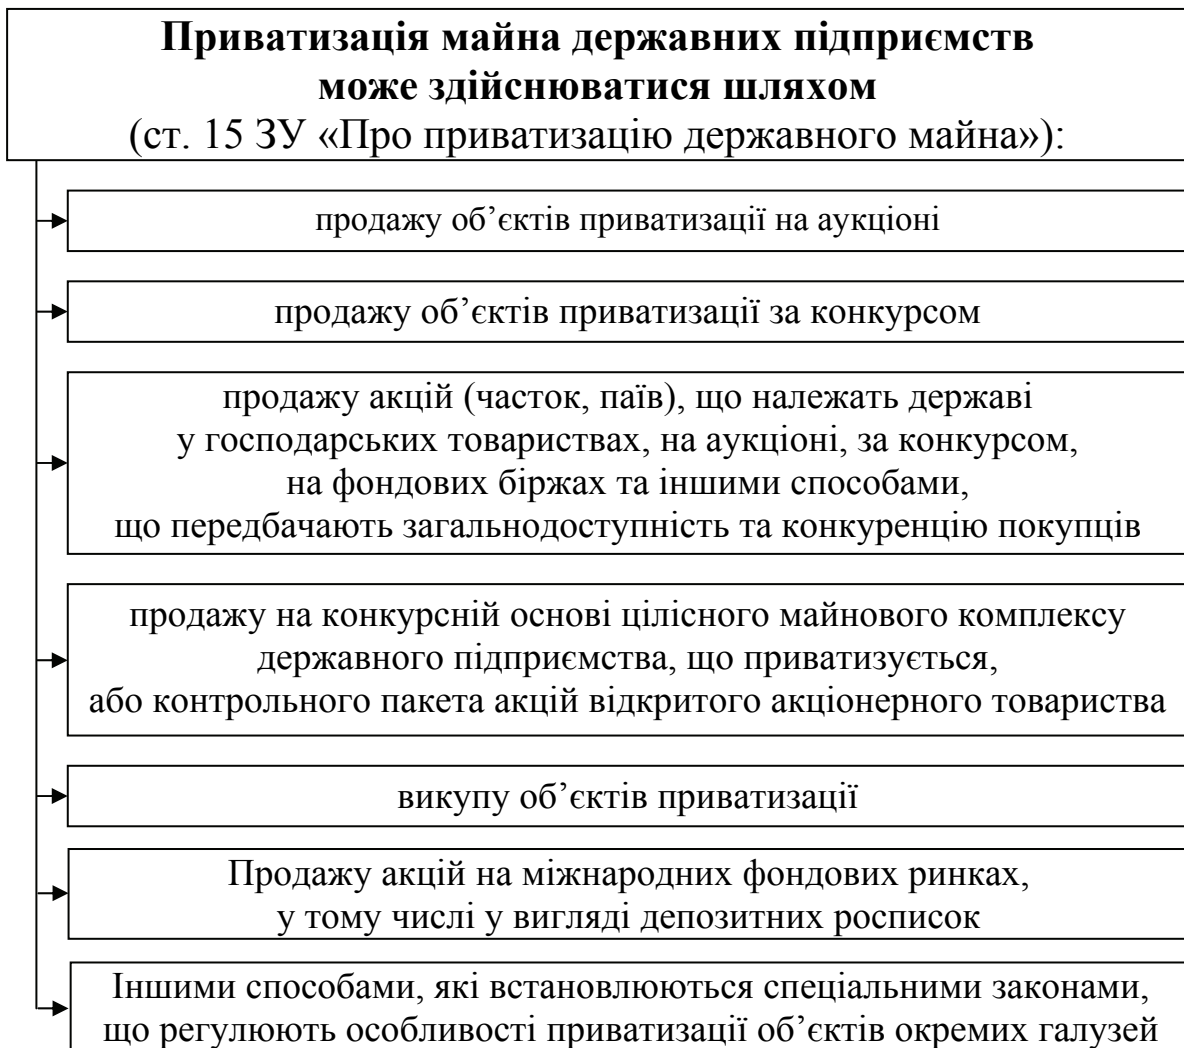 Приватизація майна державних підприємств
може здійснюватися шляхом
(ст. 15 ЗУ «Про приватизацію державного майна»):
продажу об’єктів приватизації на аукціоні
продажу об’єктів приватизації за конкурсом
продажу акцій (часток, паїв), що належать державі
у господарських товариствах, на аукціоні, за конкурсом,
на фондових біржах та іншими способами,
що передбачають загальнодоступність та конкуренцію покупців
продажу на конкурсній основі цілісного майнового комплексу
державного підприємства, що приватизується,
або контрольного пакета акцій відкритого акціонерного товариства
викупу об’єктів приватизації
Продажу акцій на міжнародних фондових ринках,
у тому числі у вигляді депозитних росписок
Іншими способами, які встановлюються спеціальними законами,
що регулюють особливості приватизації об’єктів окремих галузей